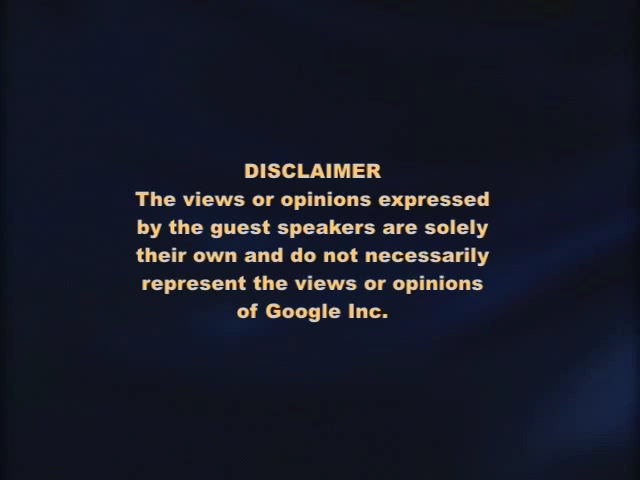 DISCLAIMER
The views or opinions expressed
by the guest speakers are solely
their own and do not necessarily
represent the views or opinions
of Google Inc.